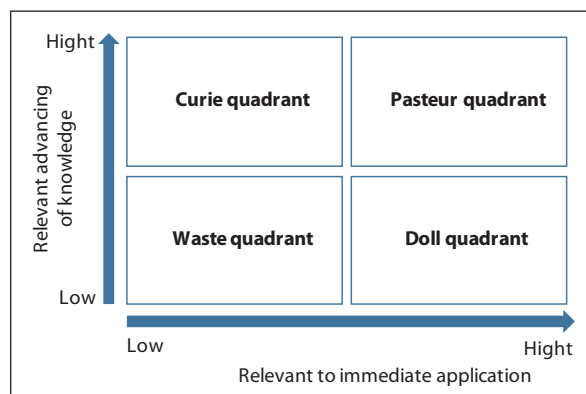 Hight
Curie quadrant
Pasteur quadrant
Relevant advancing
of knowledge
Waste quadrant
Doll quadrant
Low
Low
Hight
Relevant to immediate application